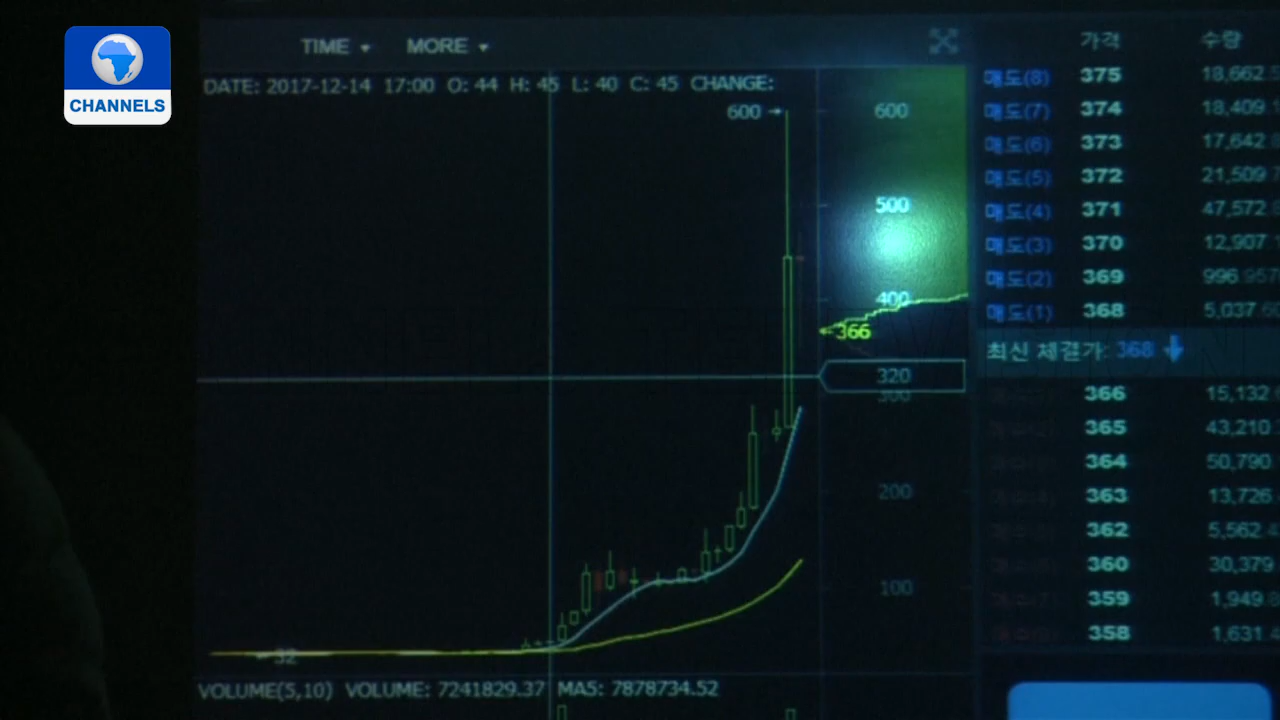 CHANNELS
TIME MORE
가격 수량
DATE: 2017-12-14 17:00 O: 44 H: 45 L: 40 C: 45 CHANGE:
600
600
500
400
366
320
300
200
100
32
매도(8) 375 18,662
매도(7) 374 18,409
매도(6) 373 17,642
매도(5) 372 21,509
매도(4) 371 47,572
매도(3) 370 12,907
매도(2) 369 996.957
매도(1) 368 5,037
최신 체결가: 368
366 15,132
365 43,210
364 50,790
363 13,726
362 5,562
360 30,379
359 1,949
358 1,631
VOLUME(5,10) VOLUME: 7241829.37 MA5: 7878734.52